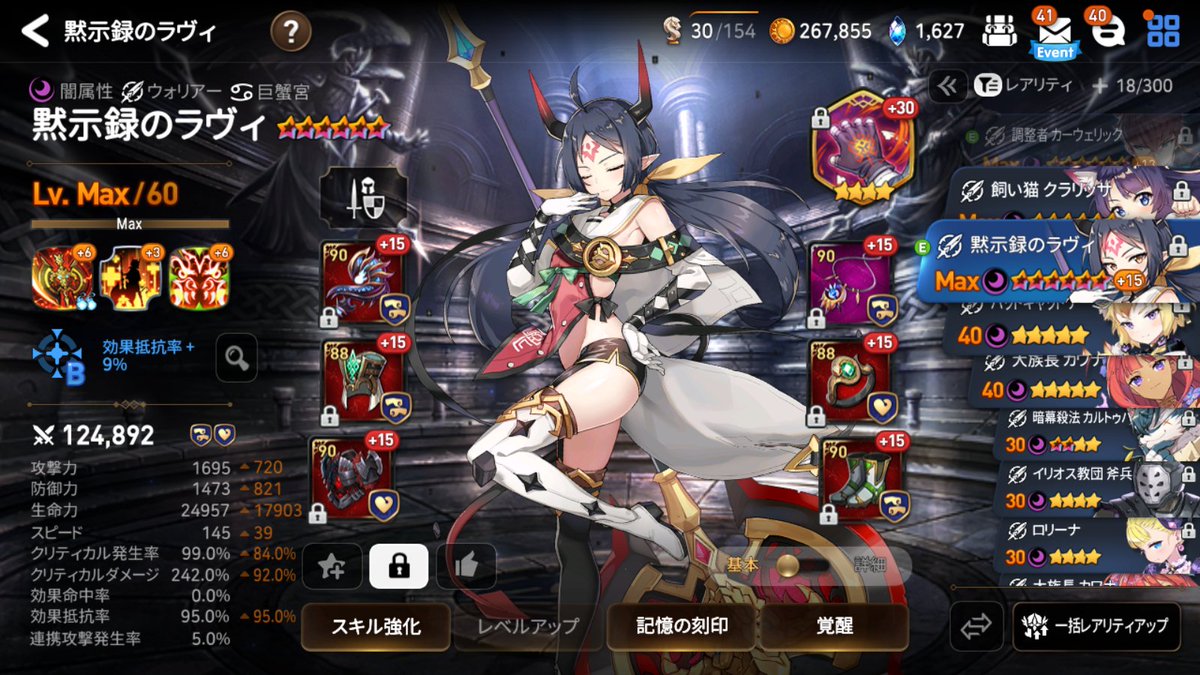 黙示録のラヴィ
?
30/154
267,855
1,627
41
Event
40
闇属性 ウォリアー 巨蟹宮
黙示録のラヴィ
Lv. Max/60
Max
+6
+3
+6
B
効果抵抗率 +
9%
124,892
攻撃力 1695 720
防御力 1473 821
生命力 24957 17903
スピード 145 39
クリティカル発生率 99.0% 84.0%
クリティカルダメージ 242.0% 92.0%
効果命中率 0.0%
効果抵抗率 95.0% 95.0%
連携攻撃発生率 5.0%
90 +15
88 +15
90 +15
+30
90 +15
88 +15
90 +15
基本 詳細
スキル強化
レベルアップ
記憶の刻印
覚醒
レアリティ
18/300
E 調整者 カーウェリック
Max
飼い猫 クラリッサ
Max
E 黙示録のラヴィ
Max +15
40
大族長 カワナ
40
暗幕殺法 カルトゥハ
30
イリオス教団 斧兵
30
ロリーナ
30
大族長 カワナ
一括レアリティアップ